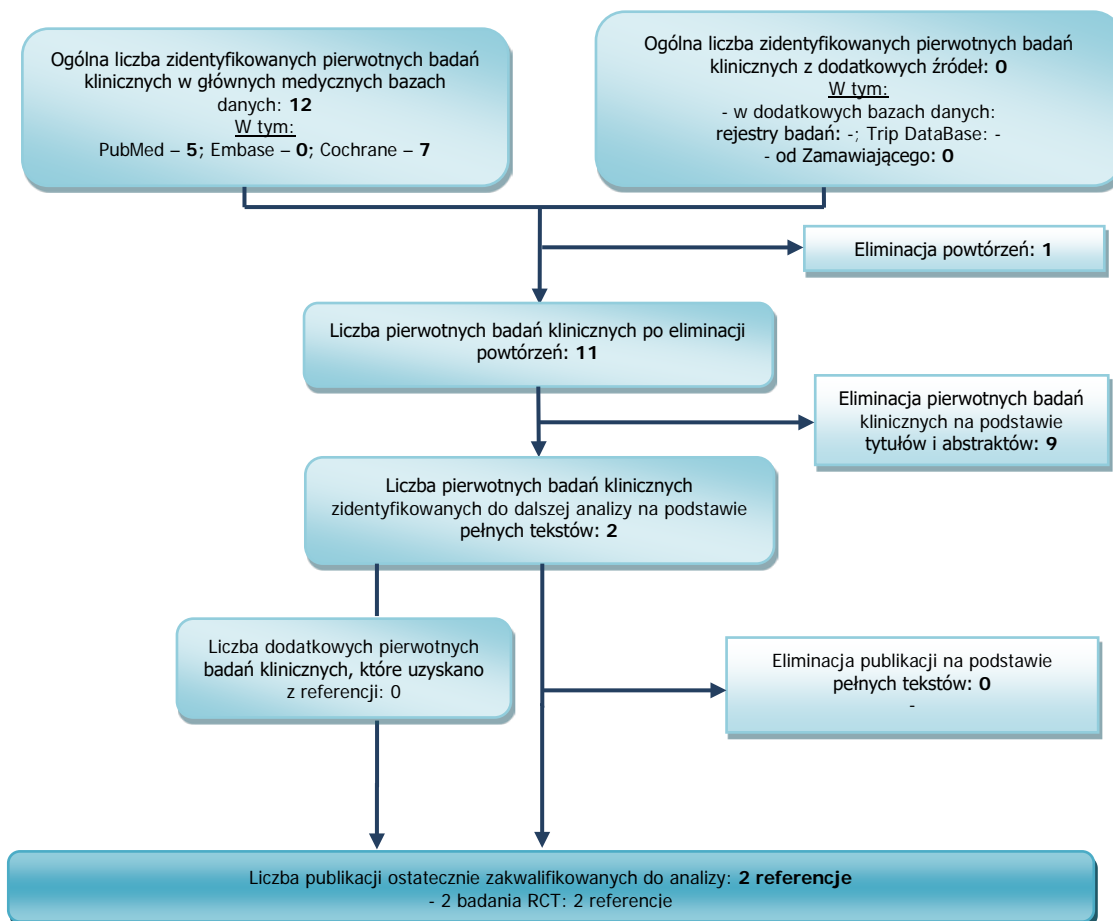 Ogólna liczba zidentyfikowanych pierwotnych badań
klinicznych w głównych medycznych bazach
danych: 12
W tym:
PubMed – 5; Embase – 0; Cochrane – 7
Ogólna liczba zidentyfikowanych pierwotnych badań
klinicznych z dodatkowych źródeł: 0
W tym:
- w dodatkowych bazach danych:
rejestry badań: -; Trip DataBase: -
- od Zamawiającego: 0
Eliminacja powtórzeń: 1
Liczba pierwotnych badań klinicznych po eliminacji
powtórzeń: 11
Eliminacja pierwotnych badań
klinicznych na podstawie
tytułów i abstraktów: 9
Liczba pierwotnych badań klinicznych
zidentyfikowanych do dalszej analizy na podstawie
pełnych tekstów: 2
Liczba dodatkowych pierwotnych
badań klinicznych, które uzyskano
z referencji: 0
Eliminacja publikacji na podstawie
pełnych tekstów: 0
-
Liczba publikacji ostatecznie zakwalifikowanych do analizy: 2 referencje
- 2 badania RCT: 2 referencje